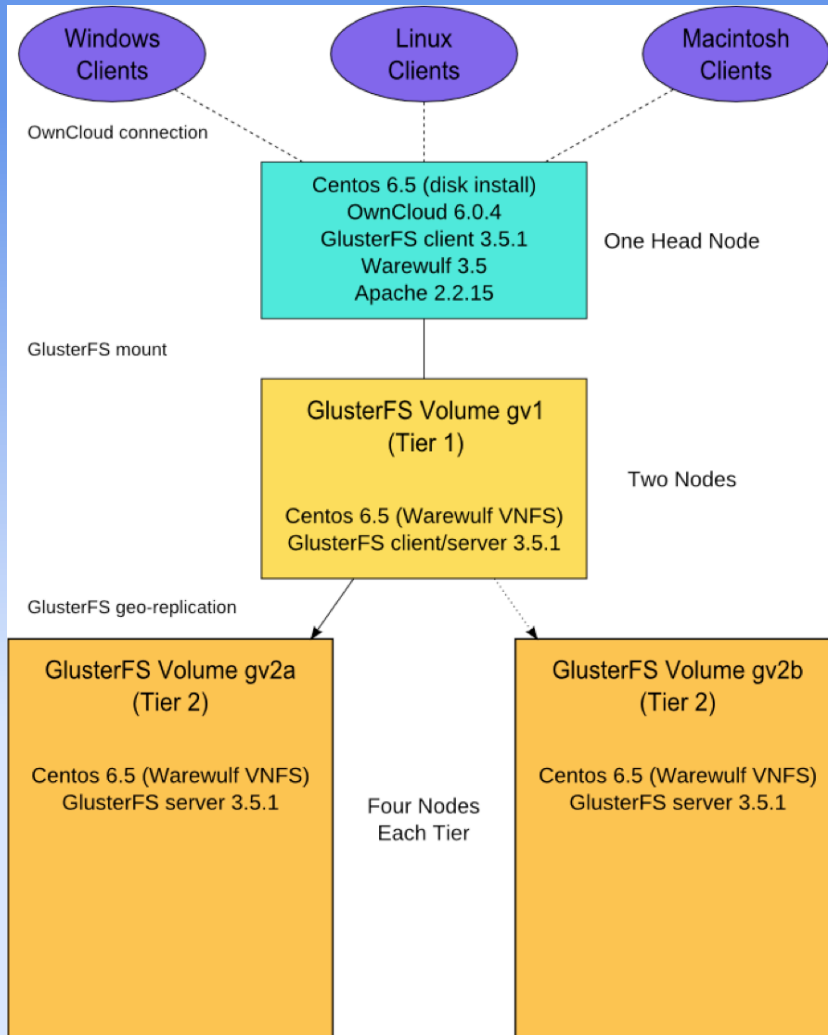 Windows
Clients
Linux
Clients
Macintosh
Clients
OwnCloud connection
Centos 6.5 (disk install)
OwnCloud 6.0.4
GlusterFS client 3.5.1
Warewulf 3.5
Apache 2.2.15
One Head Node
GlusterFS mount
GlusterFS Volume gv1
(Tier 1)
Centos 6.5 (Warewulf VNFS)
GlusterFS client/server 3.5.1
Two Nodes
GlusterFS geo-replication
GlusterFS Volume gv2a
(Tier 2)
Centos 6.5 (Warewulf VNFS)
GlusterFS server 3.5.1
Four Nodes
Each Tier
GlusterFS Volume gv2b
(Tier 2)
Centos 6.5 (Warewulf VNFS)
GlusterFS server 3.5.1